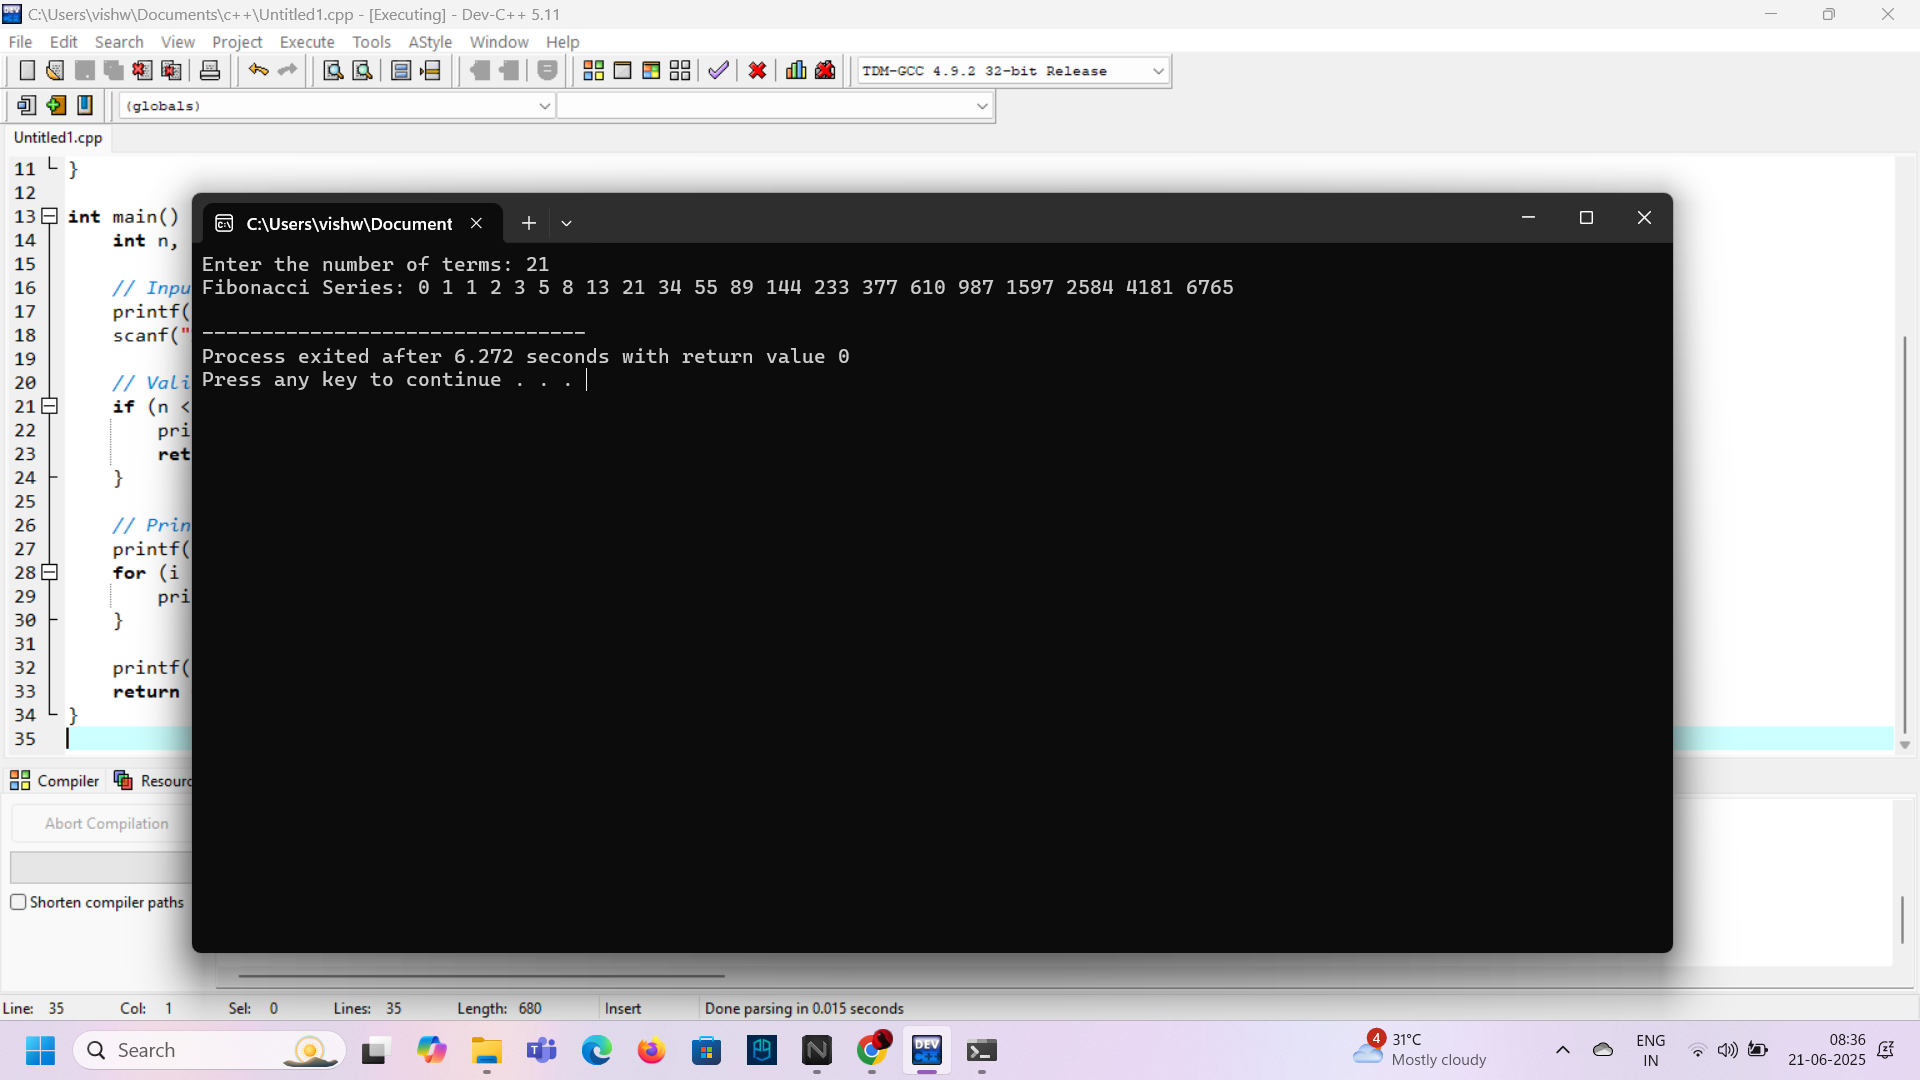 C:\Users\vishw\Documents\c++\Untitled1.cpp - [Executing] - Dev-C++ 5.11
File Edit Search View Project Execute Tools AStyle Window Help
TDM-GCC 4.9.2 32-bit Release
(globals)
Untitled1.cpp
11 }
12
13 int main()
14 int n,
15
16 // Inpu
17 printf(
18 scanf("
19
20 // Vali
21 if (n <
22 pri
23 ret
24 }
25
26 // Prin
27 printf(
28 for (i
29 pri
30 }
31
32 printf(
33 return
34 }
35
C:\Users\vishw\Document
Enter the number of terms: 21
Fibonacci Series: 0 1 1 2 3 5 8 13 21 34 55 89 144 233 377 610 987 1597 2584 4181 6765
--------------------------------
Process exited after 6.272 seconds with return value 0
Press any key to continue . . .
Compiler Resourc
Abort Compilation
Shorten compiler paths
Line: 35 Col: 1 Sel: 0 Lines: 35 Length: 680 Insert Done parsing in 0.015 seconds
Search
DEV C++
4 31°C
Mostly cloudy
ENG
IN
08:36
21-06-2025